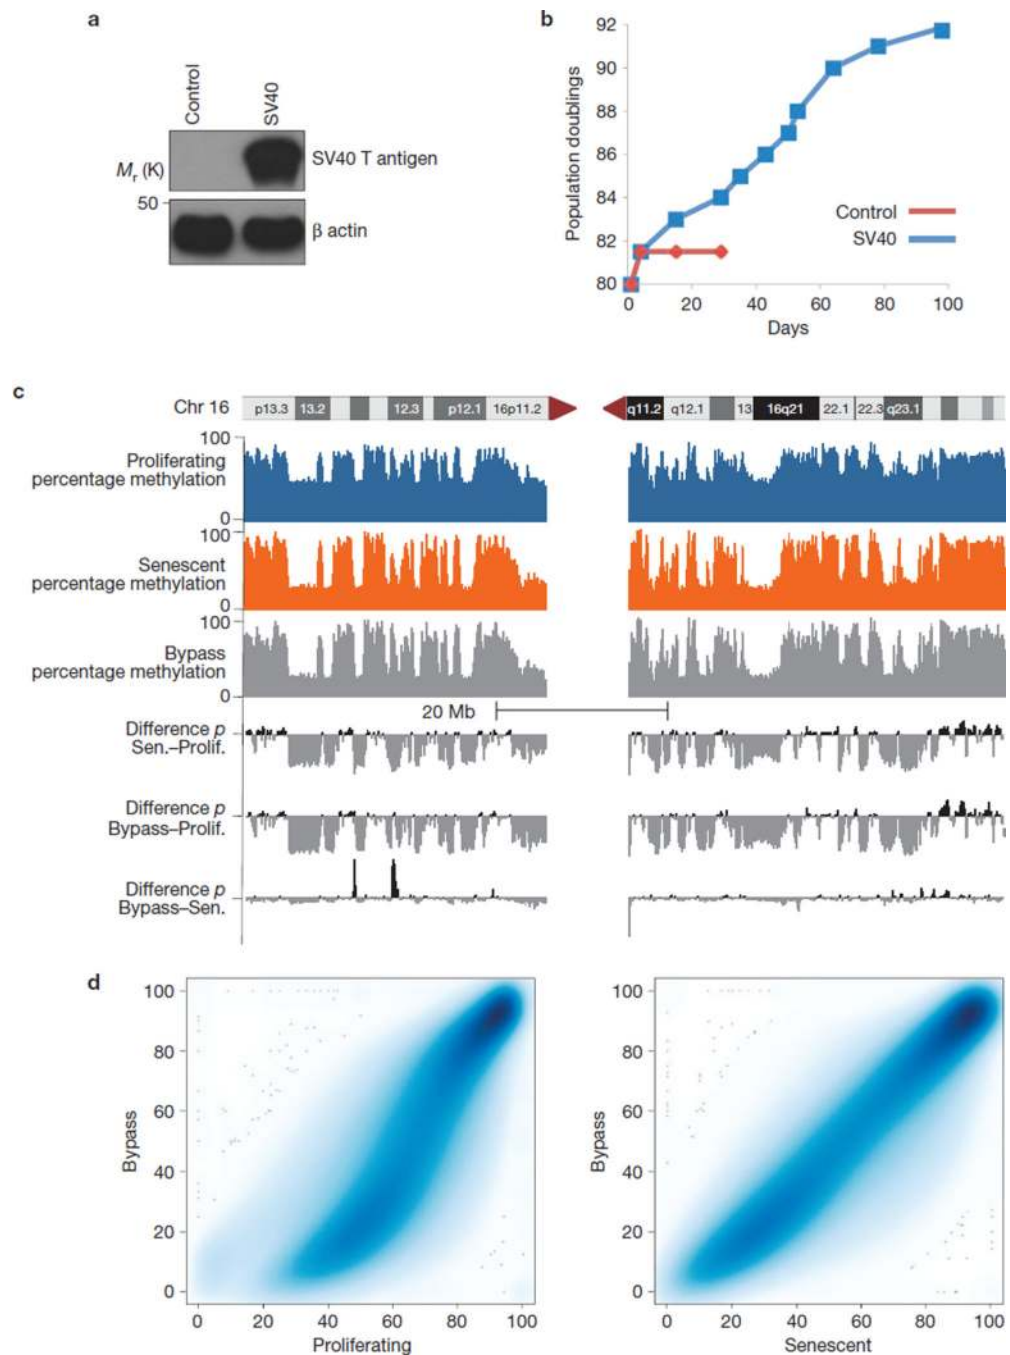 a
Control
SV40
SV40 T antigen
Mr (K)
50
β actin
b
Population doublings
92
90
88
86
84
82
80
Control
SV40
0 20 40 60 80 100
Days
c
Chr 16
p13.3 13.2 12.3 p12.1 16p11.2 q11.2 q12.1 13 16q21 22.1 22.3 q23.1
100
Proliferating
percentage methylation
0
100
Senescent
percentage methylation
0
100
Bypass
percentage methylation
0
20 Mb
Difference p
Sen.–Prolif.
Difference p
Bypass–Prolif.
Difference p
Bypass–Sen.
d
Bypass
100
80
60
40
20
0
0 20 40 60 80 100
Proliferating
Bypass
100
80
60
40
20
0
0 20 40 60 80 100
Senescent